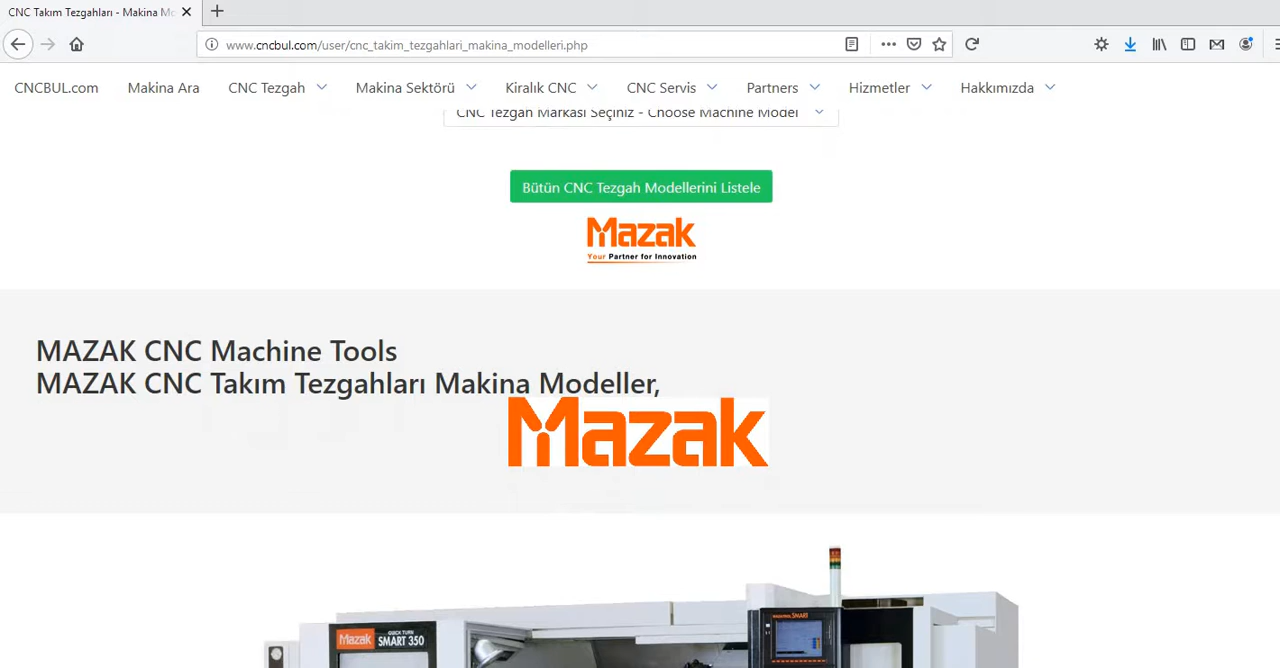 CNC Takım Tezgahları - Makina Mo
www.cncbul.com/user/cnc_takim_tezgahlari_makina_modelleri.php
CNCBUL.com Makina Ara CNC Tezgah Makina Sektörü Kiralık CNC CNC Servis Partners Hizmetler Hakkımızda
CNC Tezgah Markası Seçiniz - Choose Machine Model
Bütün CNC Tezgah Modellerini Listele
Mazak
Your Partner for Innovation
MAZAK CNC Machine Tools
MAZAK CNC Takım Tezgahları Makina Modeller,
Mazak
Mazak QUICK TURN
SMART 350
SMART